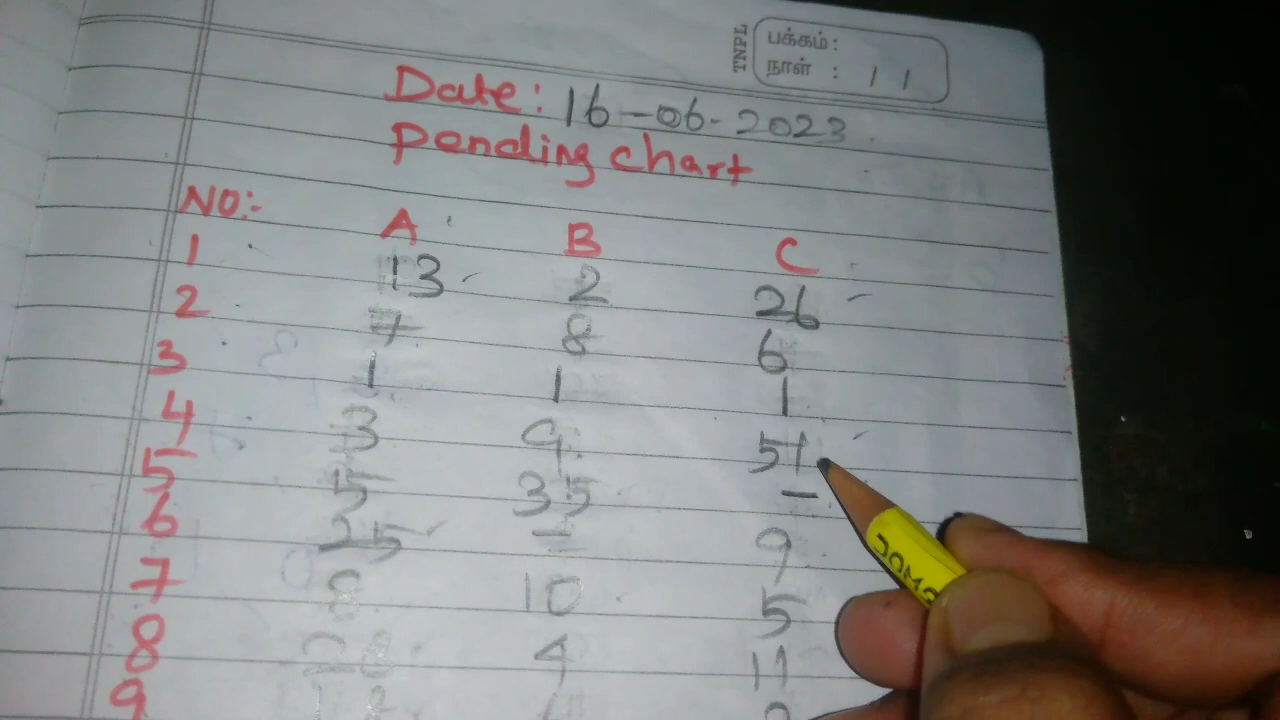 TNPL
பக்கம் :
நாள் : / /
Date: 16-06-2023
Pending chart
NO:- A B C
1 13 2 26
2 7 8 6
3 1 1 1
4 3 9 51
5 5 35 -
6 25 - 9
7 8 10 5
8 28 4 11
9
DOMS